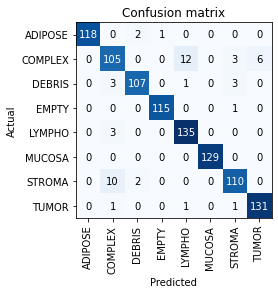 Confusion matrix
ADIPOSE 118 0 2 1 0 0 0 0
COMPLEX 0 105 0 0 12 0 3 6
DEBRIS 0 3 107 0 1 0 3 0
EMPTY 0 0 0 115 0 0 1 0
LYMPHO 0 3 0 0 135 0 0 0
MUCOSA 0 0 0 0 0 129 0 0
STROMA 0 10 2 0 0 0 110 0
TUMOR 0 1 0 0 1 0 1 131
Actual
ADIPOSE COMPLEX DEBRIS EMPTY LYMPHO MUCOSA STROMA TUMOR
Predicted